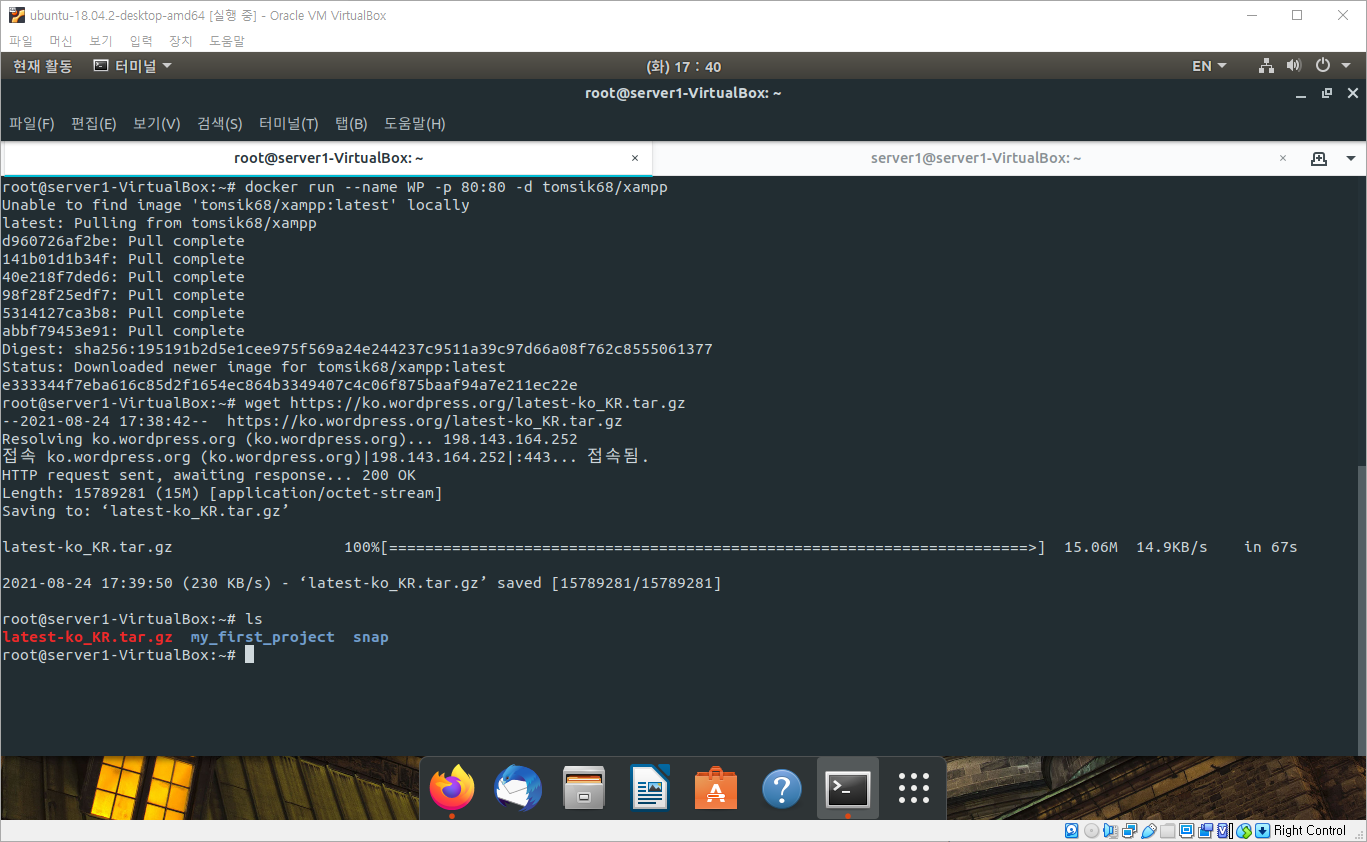 ubuntu-18.04.2-desktop-amd64 [실행 중] - Oracle VM VirtualBox
파일 머신 보기 입력 장치 도움말
현재 활동 터미널 (화) 17 : 40 EN
root@server1-VirtualBox: ~
파일(F) 편집(E) 보기(V) 검색(S) 터미널(T) 탭(B) 도움말(H)
root@server1-VirtualBox: ~ × server1@server1-VirtualBox: ~ ×
root@server1-VirtualBox:~# docker run --name WP -p 80:80 -d tomsik68/xampp
Unable to find image 'tomsik68/xampp:latest' locally
latest: Pulling from tomsik68/xampp
d960726af2be: Pull complete
141b01d1b34f: Pull complete
40e218f7ded6: Pull complete
98f28f25edf7: Pull complete
5314127ca3b8: Pull complete
abbf79453e91: Pull complete
Digest: sha256:195191b2d5e1cee975f569a24e244237c9511a39c97d66a08f762c8555061377
Status: Downloaded newer image for tomsik68/xampp:latest
e333344f7eba616c85d2f1654ec864b3349407c4c06f875baaf94a7e211ec22e
root@server1-VirtualBox:~# wget https://ko.wordpress.org/latest-ko_KR.tar.gz
--2021-08-24 17:38:42--  https://ko.wordpress.org/latest-ko_KR.tar.gz
Resolving ko.wordpress.org (ko.wordpress.org)... 198.143.164.252
접속 ko.wordpress.org (ko.wordpress.org)|198.143.164.252|:443... 접속됨.
HTTP request sent, awaiting response... 200 OK
Length: 15789281 (15M) [application/octet-stream]
Saving to: ‘latest-ko_KR.tar.gz’
latest-ko_KR.tar.gz 100%[=======================================================================>] 15.06M 14.9KB/s in 67s
2021-08-24 17:39:50 (230 KB/s) - ‘latest-ko_KR.tar.gz’ saved [15789281/15789281]
root@server1-VirtualBox:~# ls
latest-ko_KR.tar.gz my_first_project snap
root@server1-VirtualBox:~#
Right Control